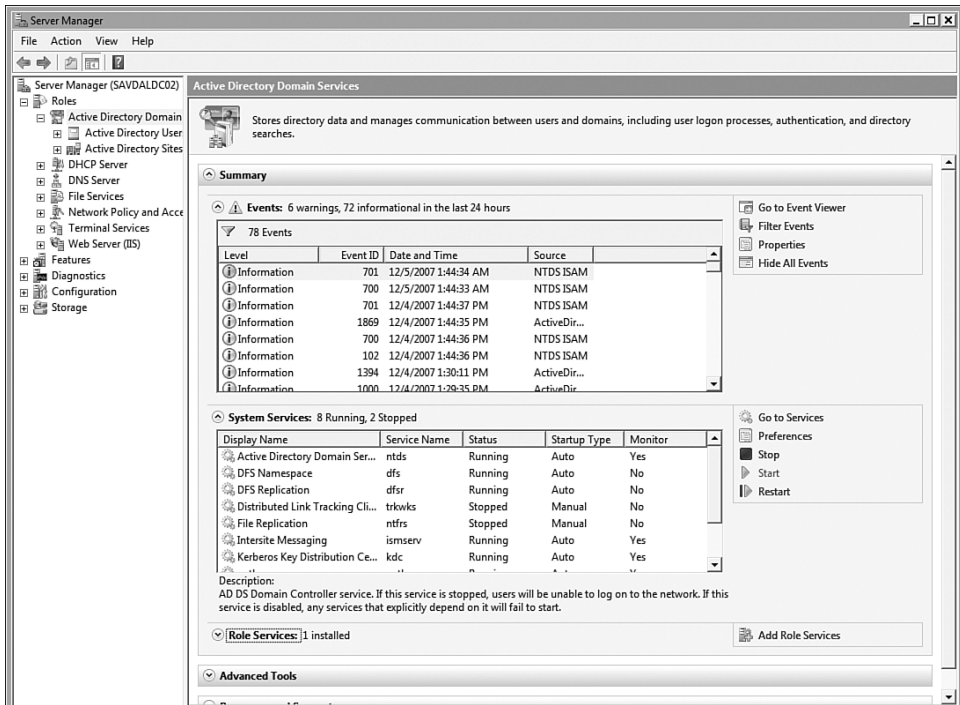 Server Manager
File Action View Help
Server Manager (SAVDALDC02)
Roles
Active Directory Domain
Active Directory User
Active Directory Sites
DHCP Server
DNS Server
File Services
Network Policy and Acce
Terminal Services
Web Server (IIS)
Features
Diagnostics
Configuration
Storage
Active Directory Domain Services
Stores directory data and manages communication between users and domains, including user logon processes, authentication, and directory
searches.
Summary
Events: 6 warnings, 72 informational in the last 24 hours
78 Events
Level Event ID Date and Time Source
Information 701 12/5/2007 1:44:34 AM NTDS ISAM
Information 700 12/5/2007 1:44:33 AM NTDS ISAM
Information 701 12/4/2007 1:44:37 PM NTDS ISAM
Information 1869 12/4/2007 1:44:35 PM ActiveDir...
Information 700 12/4/2007 1:44:36 PM NTDS ISAM
Information 102 12/4/2007 1:44:36 PM NTDS ISAM
Information 1394 12/4/2007 1:30:11 PM ActiveDir...
Information 1000 12/4/2007 1:29:35 PM ActiveDir
Go to Event Viewer
Filter Events
Properties
Hide All Events
System Services: 8 Running, 2 Stopped
Display Name Service Name Status Startup Type Monitor
Active Directory Domain Ser... ntds Running Auto Yes
DFS Namespace dfs Running Auto No
DFS Replication dfsr Running Auto No
Distributed Link Tracking Cli... trkwks Stopped Manual No
File Replication ntfrs Stopped Manual No
Intersite Messaging ismserv Running Auto Yes
Kerberos Key Distribution Ce... kdc Running Auto Yes
Description:
AD DS Domain Controller service. If this service is stopped, users will be unable to log on to the network. If this
service is disabled, any services that explicitly depend on it will fail to start.
Go to Services
Preferences
Stop
Start
Restart
Role Services: 1 installed
Add Role Services
Advanced Tools